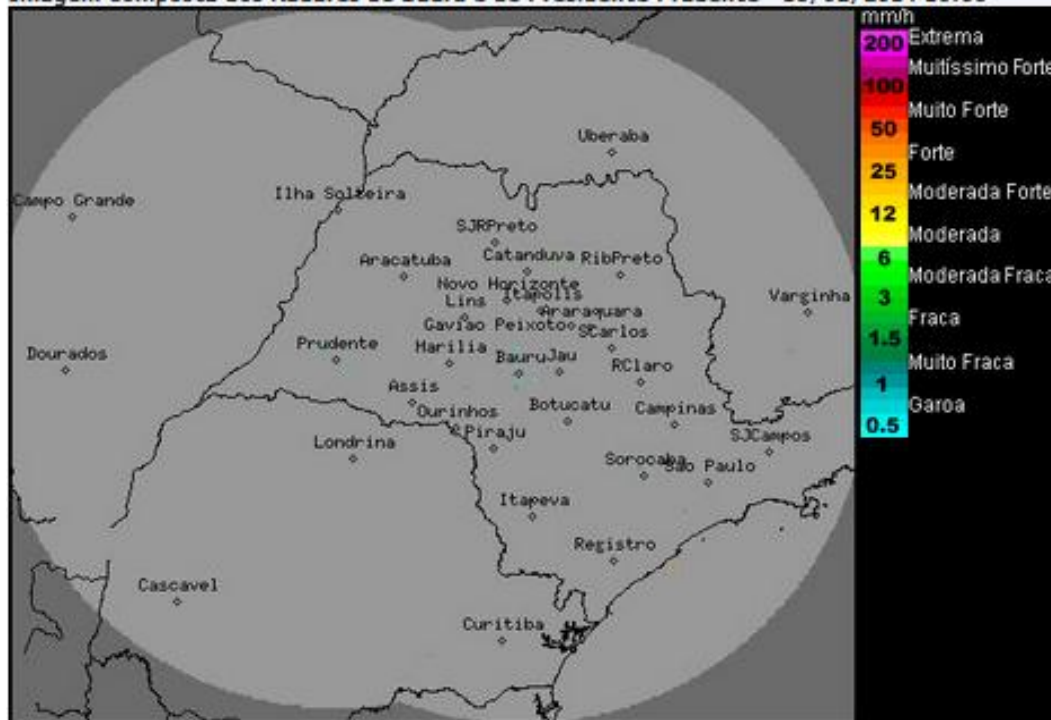 mm/h
200 Extrema
Muitíssimo Forte
100
Muito Forte
50
Forte
25
Moderada Forte
12
Moderada
6
Moderada Fraca
3
Fraca
1.5
Muito Fraca
1
Garoa
0.5
Uberaba
Campo Grande
Ilha Solteira
SJRPreto
Catanduva
Aracatuba
RibPreto
Novo Horizonte
Itapolis
Lins
Araraquara
Varginha
Gaviao Peixoto
SCarlos
Prudente
Marilia
Dourados
Bauru
Jau
RClaro
Assis
Ourinhos
Botucatu
Campinas
Londrina
Piraju
SJCampos
Sorocaba
Sao Paulo
Itapeva
Registro
Cascavel
Curitiba